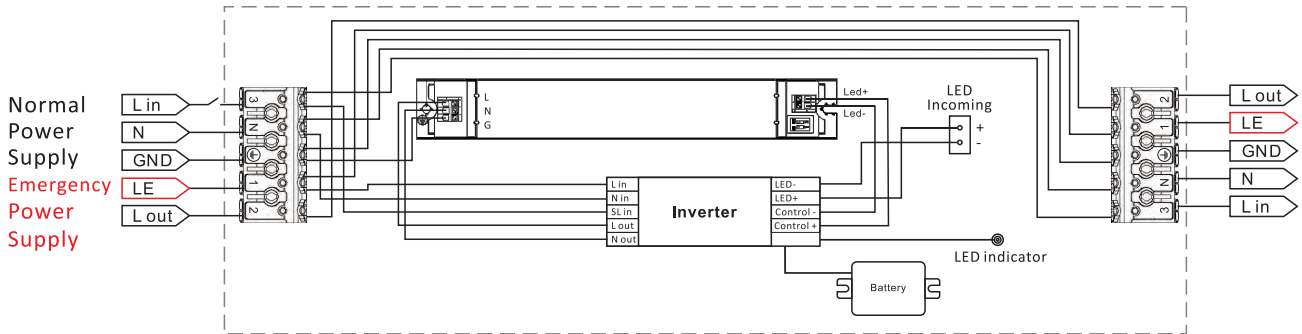 Normal
Power
Supply
Emergency
Power
Supply
L in
N
GND
LE
L out
3
N
1
2
L
N
G
Led+
Led-
LED
Incoming
+
-
L in
N in
SL in
L out
N out
Inverter
LED-
LED+
Control -
Control +
LED indicator
Battery
2
1
N
3
L out
LE
GND
N
L in